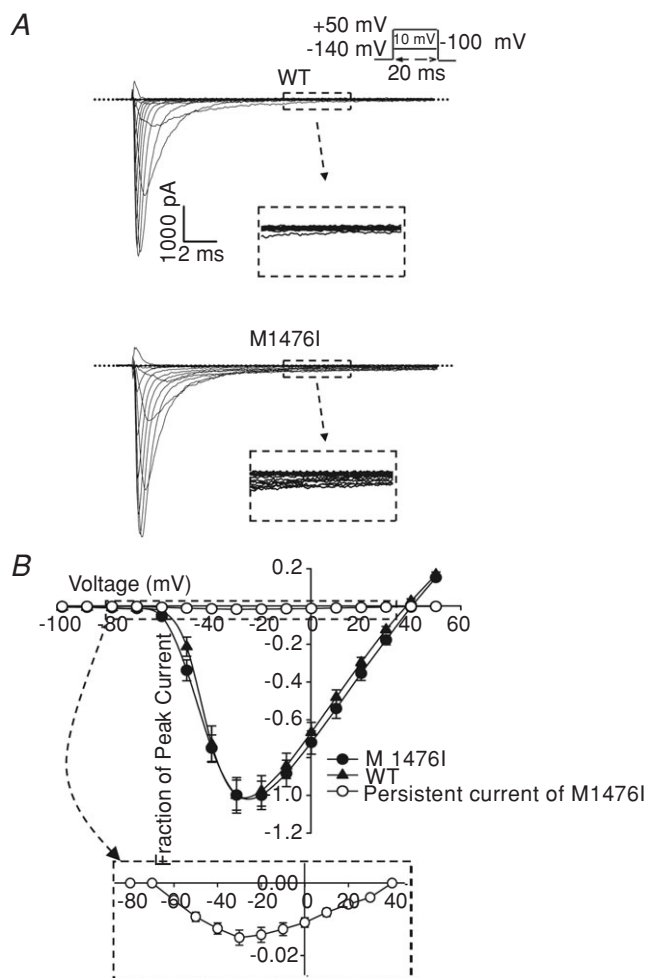 A
+50 mV
-140 mV
10 mV
-100 mV
20 ms
WT
1000 pA
2 ms
M1476I
B
Voltage (mV)
0.2
-100 -80 -60 -40 -20 0 20 40 60
-0.2
-0.4
-0.6
-0.8
-1.0
-1.2
Fraction of Peak Current
M 1476I
WT
Persistent current of M1476I
0.00
-80 -60 -40 -20 0 20 40
-0.02